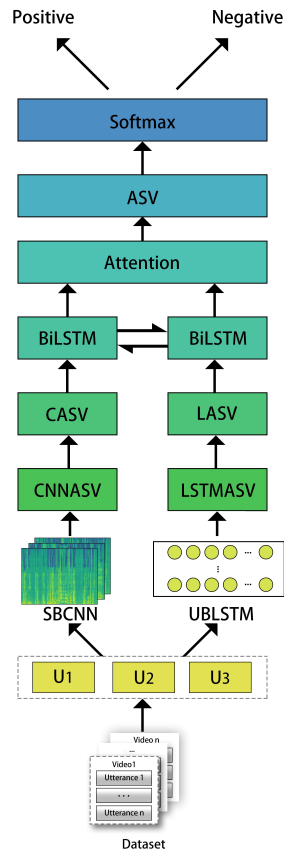 Positive Negative
Softmax
ASV
Attention
BiLSTM BiLSTM
CASV LASV
CNNASV LSTMASV
...
...
...
SBCNN UBLSTM
U1 U2 U3
Video n
...
Video1
Utterance 1
...
Utterance n
Dataset